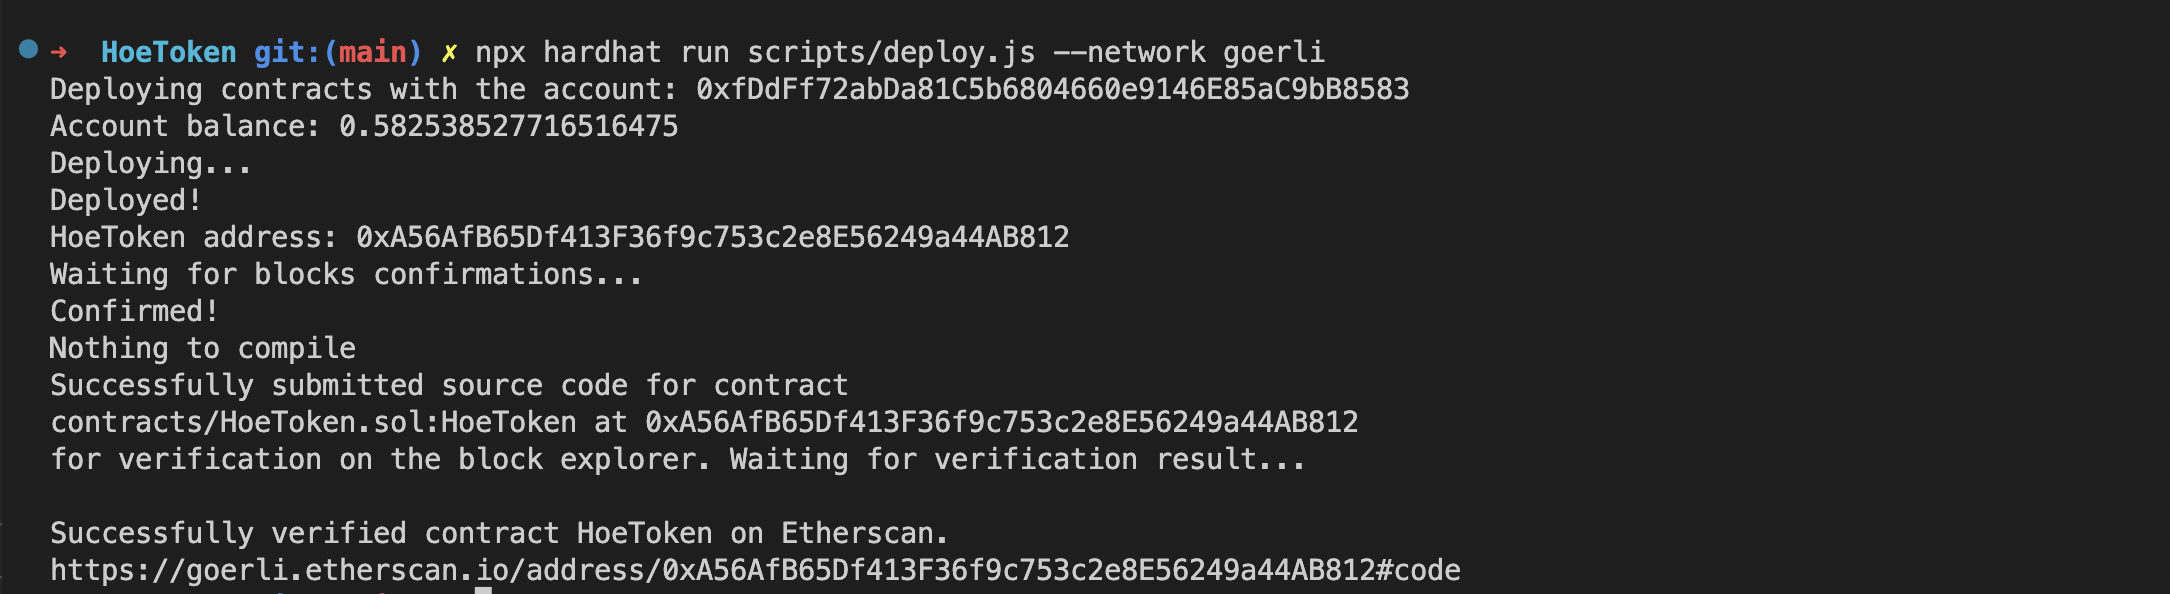 ➜  HoeToken git:(main) ✗ npx hardhat run scripts/deploy.js --network goerli
Deploying contracts with the account: 0xfDdFf72abDa81C5b6804660e9146E85aC9bB8583
Account balance: 0.582538527716516475
Deploying...
Deployed!
HoeToken address: 0xA56AfB65Df413F36f9c753c2e8E56249a44AB812
Waiting for blocks confirmations...
Confirmed!
Nothing to compile
Successfully submitted source code for contract
contracts/HoeToken.sol:HoeToken at 0xA56AfB65Df413F36f9c753c2e8E56249a44AB812
for verification on the block explorer. Waiting for verification result...

Successfully verified contract HoeToken on Etherscan.
https://goerli.etherscan.io/address/0xA56AfB65Df413F36f9c753c2e8E56249a44AB812#code